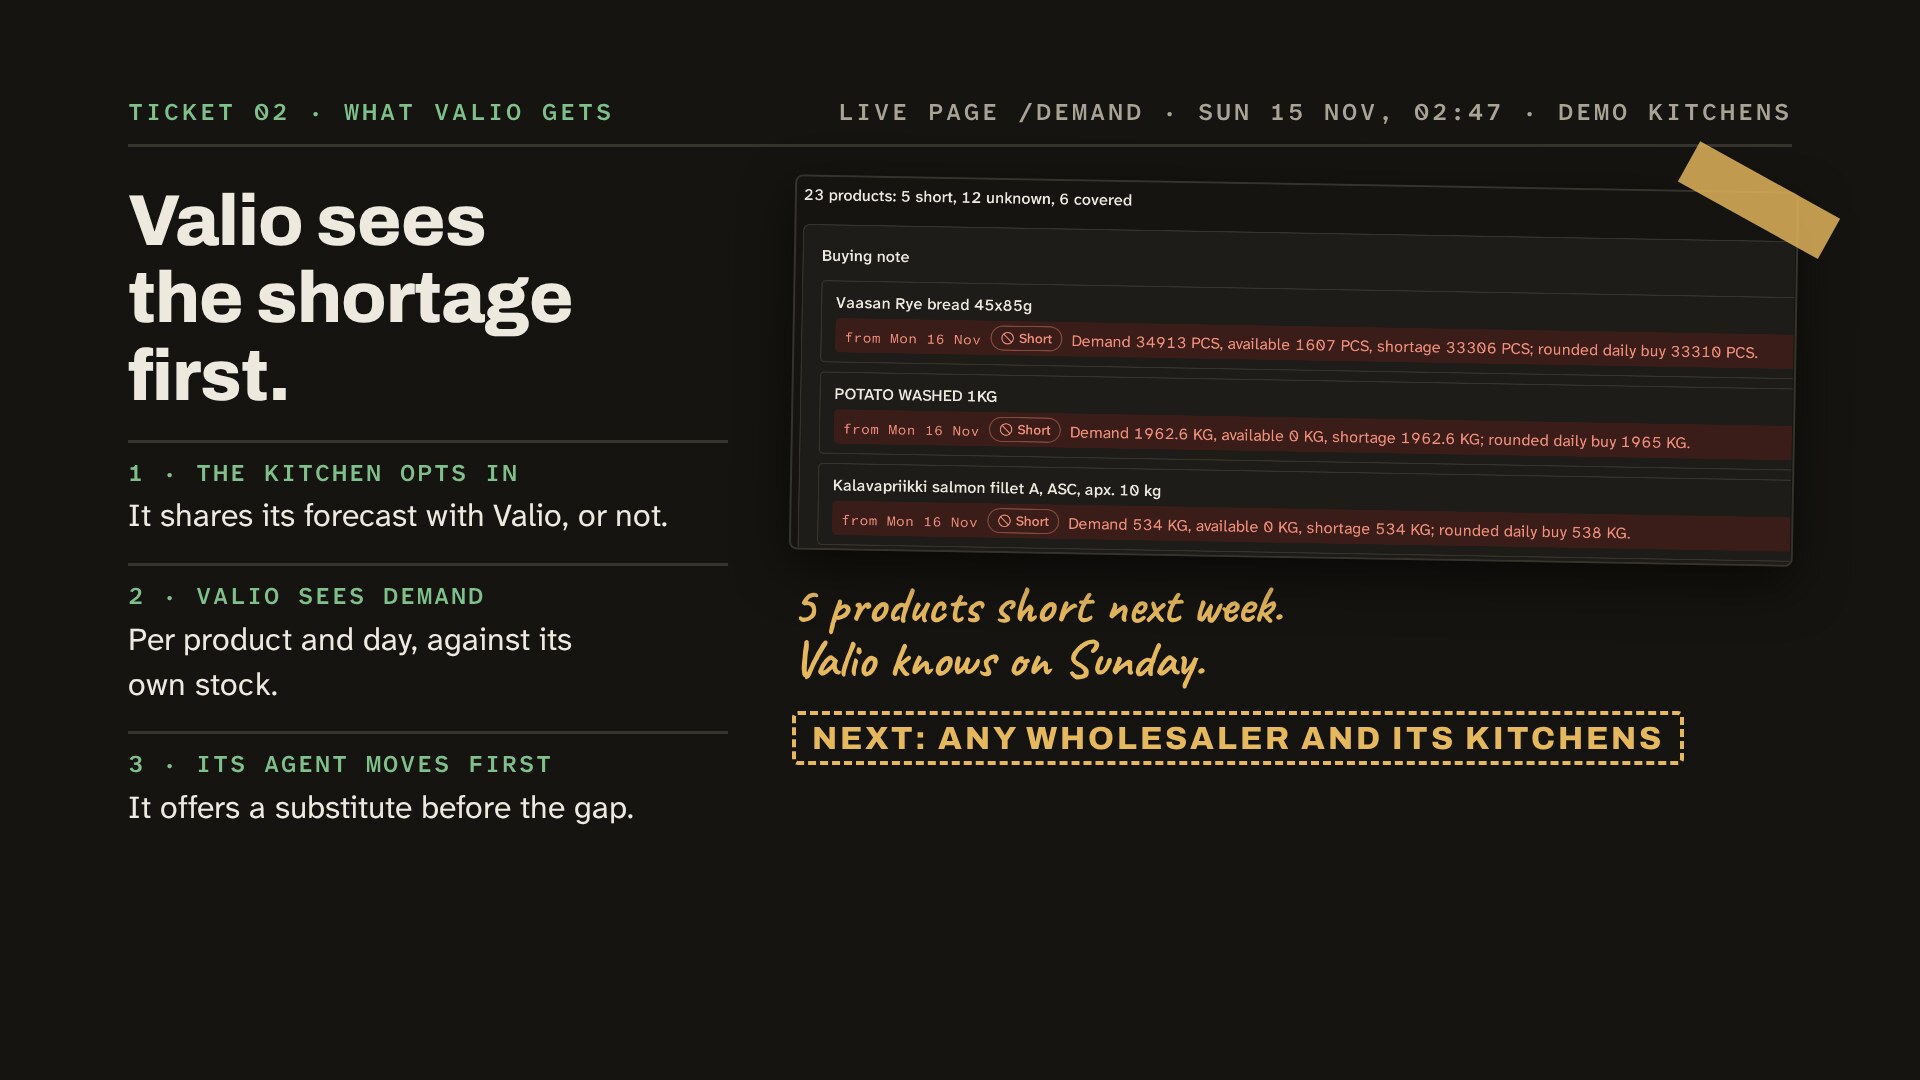 TICKET 02 · WHAT VALIO GETS
LIVE PAGE /DEMAND · SUN 15 NOV, 02:47 · DEMO KITCHENS
Valio sees
the shortage
first.
1 · THE KITCHEN OPTS IN
It shares its forecast with Valio, or not.
2 · VALIO SEES DEMAND
Per product and day, against its
own stock.
3 · ITS AGENT MOVES FIRST
It offers a substitute before the gap.
23 products: 5 short, 12 unknown, 6 covered
Buying note
Vaasan Rye bread 45x85g
from Mon 16 Nov Short Demand 34913 PCS, available 1607 PCS, shortage 33306 PCS; rounded daily buy 33310 PCS.
POTATO WASHED 1KG
from Mon 16 Nov Short Demand 1962.6 KG, available 0 KG, shortage 1962.6 KG; rounded daily buy 1965 KG.
Kalavapriikki salmon fillet A, ASC, apx. 10 kg
from Mon 16 Nov Short Demand 534 KG, available 0 KG, shortage 534 KG; rounded daily buy 538 KG.
5 products short next week.
Valio knows on Sunday.
NEXT: ANY WHOLESALER AND ITS KITCHENS